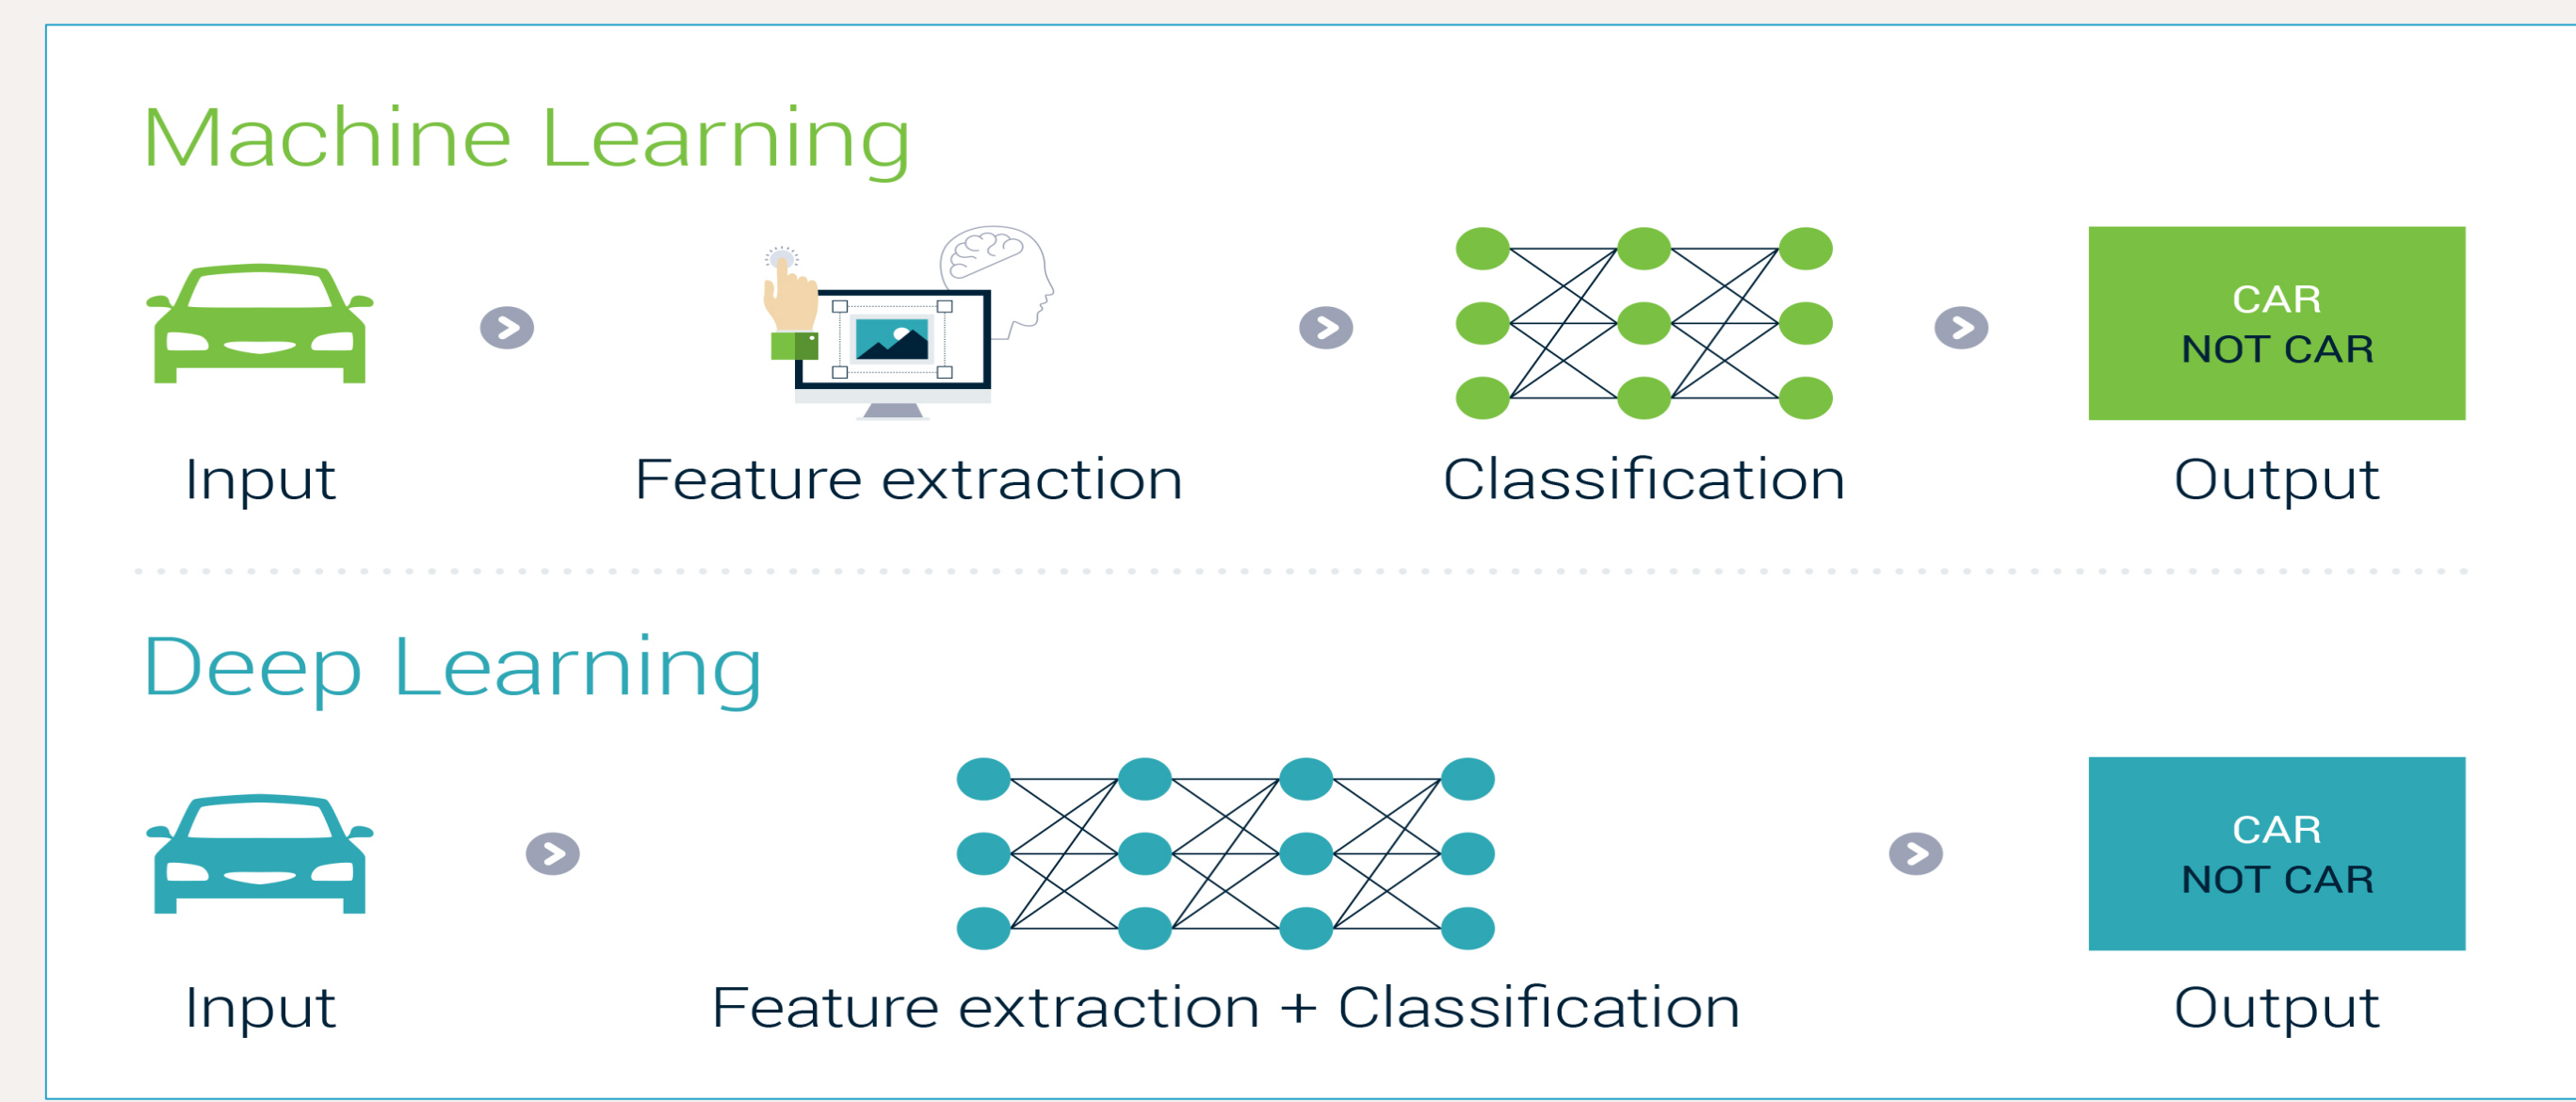 Machine Learning
CAR
NOT CAR
Input
Feature extraction
Classification
Output
Deep Learning
CAR
NOT CAR
Input
Feature extraction + Classification
Output